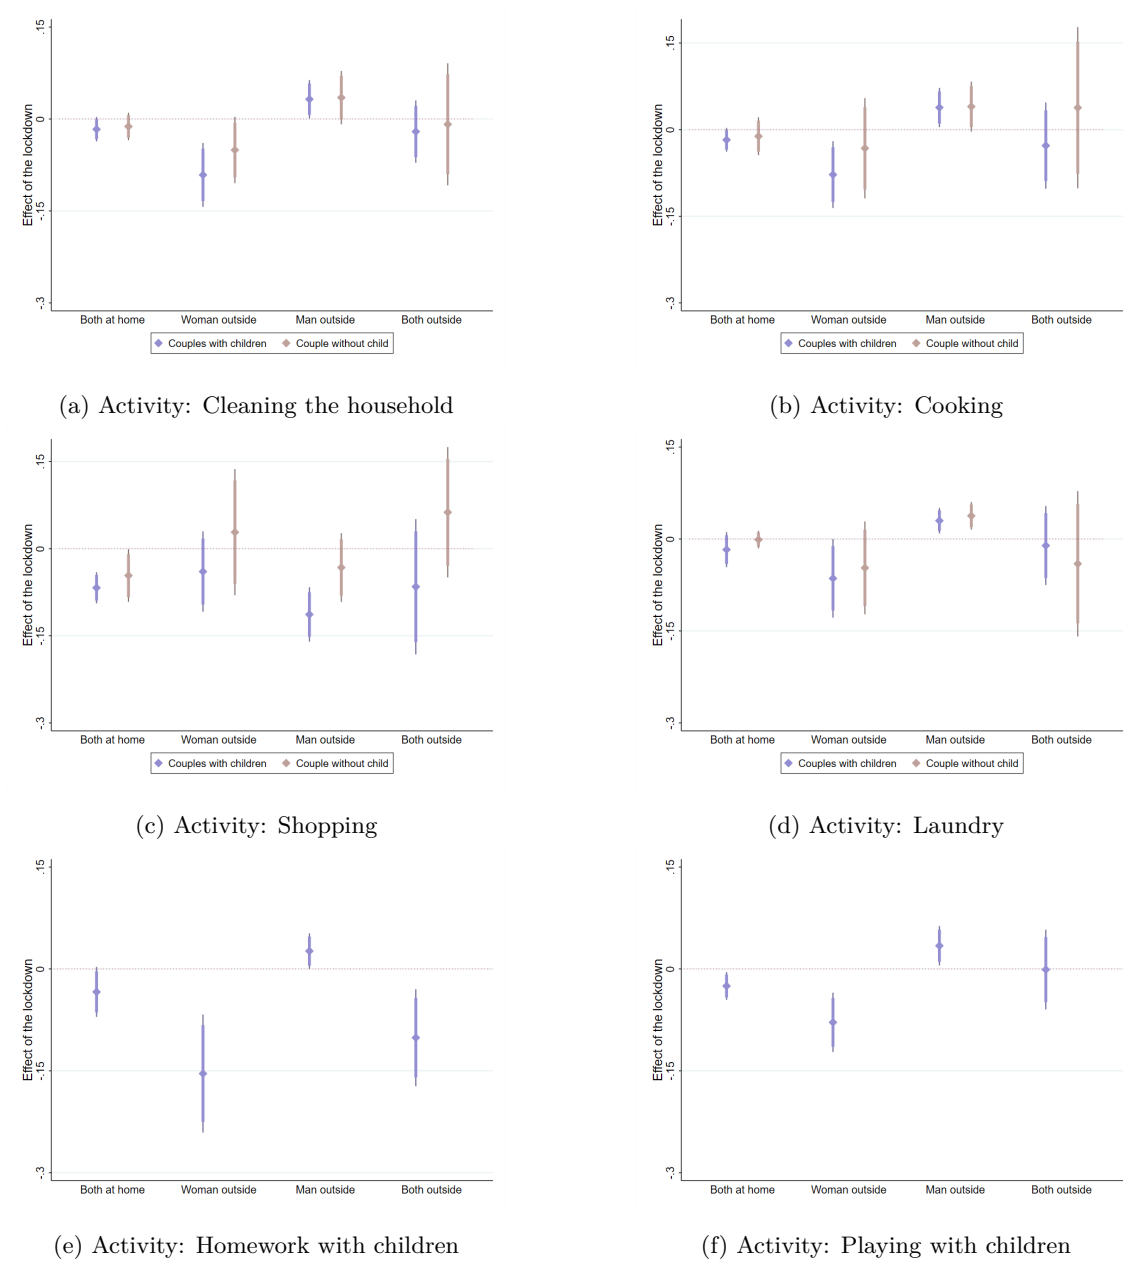 .15
0
-.15
-.3
Effect of the lockdown
Both at home Woman outside Man outside Both outside
Couples with children Couple without child
(a) Activity: Cleaning the household
.15
0
-.15
-.3
Effect of the lockdown
Both at home Woman outside Man outside Both outside
Couples with children Couple without child
(b) Activity: Cooking
.15
0
-.15
-.3
Effect of the lockdown
Both at home Woman outside Man outside Both outside
Couples with children Couple without child
(c) Activity: Shopping
.15
0
-.15
-.3
Effect of the lockdown
Both at home Woman outside Man outside Both outside
Couples with children Couple without child
(d) Activity: Laundry
.15
0
-.15
-.3
Effect of the lockdown
Both at home Woman outside Man outside Both outside
(e) Activity: Homework with children
.15
0
-.15
-.3
Effect of the lockdown
Both at home Woman outside Man outside Both outside
(f) Activity: Playing with children